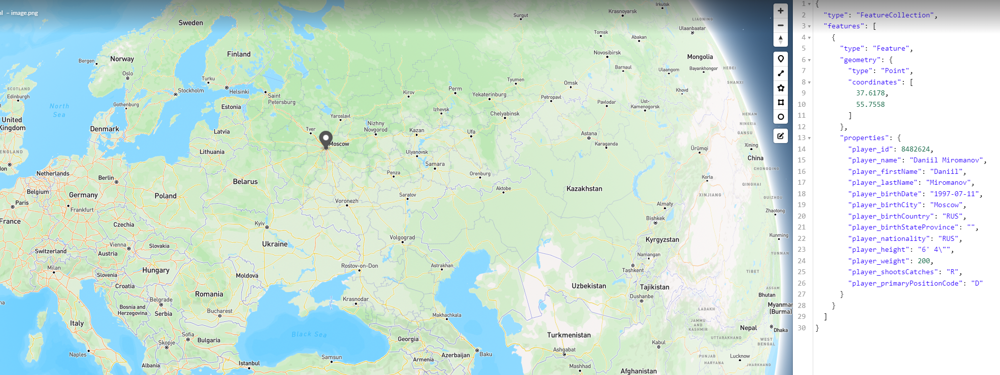 – image.png
Sweden
Surgut
Krasnoyarsk
Irkutsk
LIAONING
Ulaanbaatar
Tomsk
Abakan
Finland
Norway
Bergen
Novosibirsk
Mongolia
Barnaul
Ulaangom
Bayankhongor
HEBEI
Oslo
Turku
Tyumen
Omsk
SHANXI
SCOTLAND
Edinburgh
Stockholm
Helsinki
Saint
Petersburg
Kirov
Perm
Yekaterinburg
Petropavl
Khovd
North
Sea
Gothenburg
Estonia
Izhevsk
Pavlodar
Ust-
Kamenogorsk
Yaroslavl
Chelyabinsk
HENAN
United
Kingdom
Denmark
Latvia
Tver
Nizhny
Novgorod
Kazan
Ufa
Astana
NINGXIA
GANSU
Moscow
Karaganda
Ürümqi
Xining
ENGLAND
Lithuania
Ulyanovsk
China
Samara
CHONGQING
Netherlands
Berlin
Belarus
Penza
Orenburg
Korla
QINGHAI
Belgium
Germany
Poland
Aktobe
Kazakhstan
Saratov
XINJIANG
GUIZHOU
Paris
Frankfurt
Voronezh
Almaty
Zhaotong
France
Czechia
Kyiv
Bishkek
Volgograd
Kunming
Vienna
Slovakia
Ukraine
Kyrgyzstan
Switzerland
Austria
Namangan
YUNNAN
Milan
Hungary
Rostov-on-Don
Astrakhan
Tashkent
TIBET
Slovenia
Moldova
Croatia
Romania
Uzbekistan
Tajikistan
ASSAM
Bhutan
Belgrade
Krasnodar
Dushanbe
Bosnia and
Herzegovina
Serbia
Bucharest
Makhachkala
LADAKH
Myanmar
(Burma)
Italy
Black Sea
JAMMU
AND
KASHMIR
Nepal
Dhaka
Sofia
Bulgaria
Georgia
Turkmenistan
UTTARAKHAND
WEST
BENGAL
Skopje
Kabul
Naples
Samsun
Azerbaijan
Baku
Ashgabat
PUNJAB
Lucknow
Albania
Istanbul
Armenia
Mashhad
Afghanistan
HARYANA
JHARKHAND
1 {
2 "type": "FeatureCollection",
3 "features": [
4 {
5 "type": "Feature",
6 "geometry": {
7 "type": "Point",
8 "coordinates": [
9 37.6178,
10 55.7558
11 ]
12 },
13 "properties": {
14 "player_id": 8482624,
15 "player_name": "Daniil Miromanov",
16 "player_firstName": "Daniil",
17 "player_lastName": "Miromanov",
18 "player_birthDate": "1997-07-11",
19 "player_birthCity": "Moscow",
20 "player_birthCountry": "RUS",
21 "player_birthStateProvince": "",
22 "player_nationality": "RUS",
23 "player_height": "6' 4\"",
24 "player_weight": 200,
25 "player_shootsCatches": "R",
26 "player_primaryPositionCode": "D"
27 }
28 }
29 ]
30 }